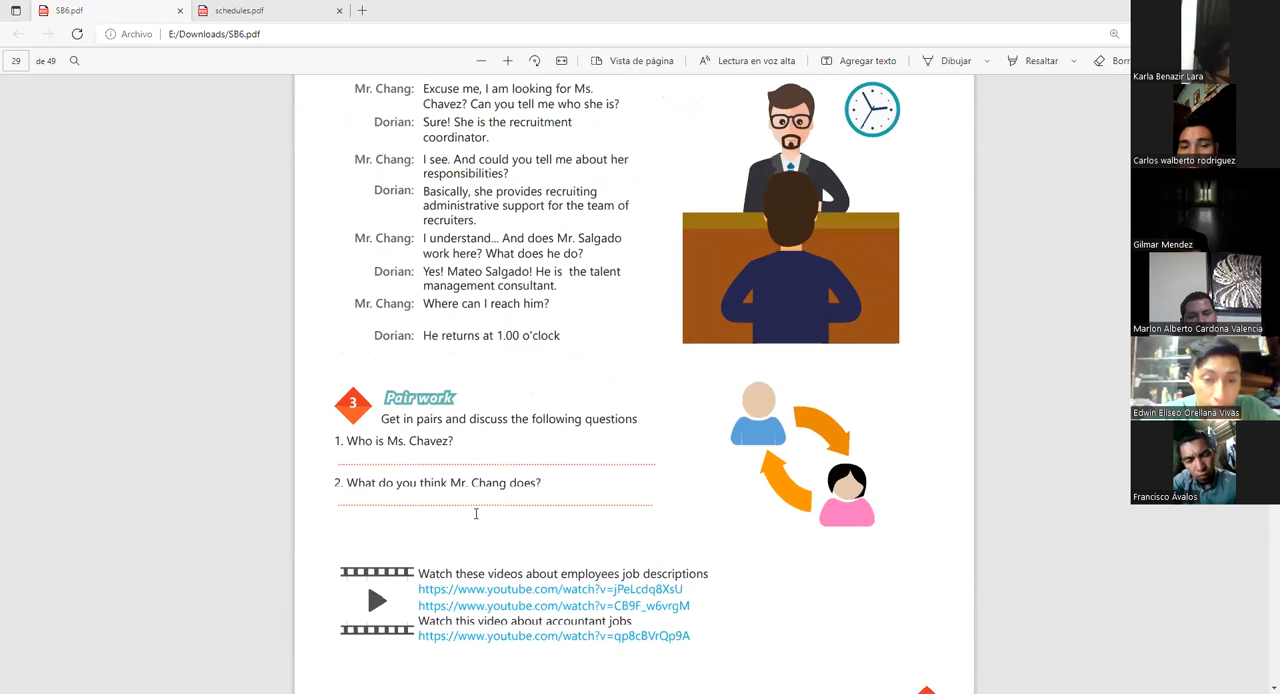 SB6.pdf
schedules.pdf
Archivo
E:/Downloads/SB6.pdf
29
de 49
Vista de página
Lectura en voz alta
Agregar texto
Dibujar
Resaltar
Borr
Mr. Chang: Excuse me, I am looking for Ms.
Chavez? Can you tell me who she is?
Dorian: Sure! She is the recruitment
coordinator.
Mr. Chang: I see. And could you tell me about her
responsibilities?
Dorian: Basically, she provides recruiting
administrative support for the team of
recruiters.
Mr. Chang: I understand... And does Mr. Salgado
work here? What does he do?
Dorian: Yes! Mateo Salgado! He is the talent
management consultant.
Mr. Chang: Where can I reach him?
Dorian: He returns at 1.00 o'clock
3
Pair work
Get in pairs and discuss the following questions
1. Who is Ms. Chavez?
2. What do you think Mr. Chang does?
Watch these videos about employees job descriptions
https://www.youtube.com/watch?v=jPeLcdq8XsU
https://www.youtube.com/watch?v=CB9F_w6vrgM
Watch this video about accountant jobs
https://www.youtube.com/watch?v=qp8cBVrQp9A
Karla Benazir Lara
Carlos walberto rodriguez
Gilmar Mendez
Marlon Alberto Cardona Valencia
Edwin Eliseo Orellana Vivas
Francisco Ávalos